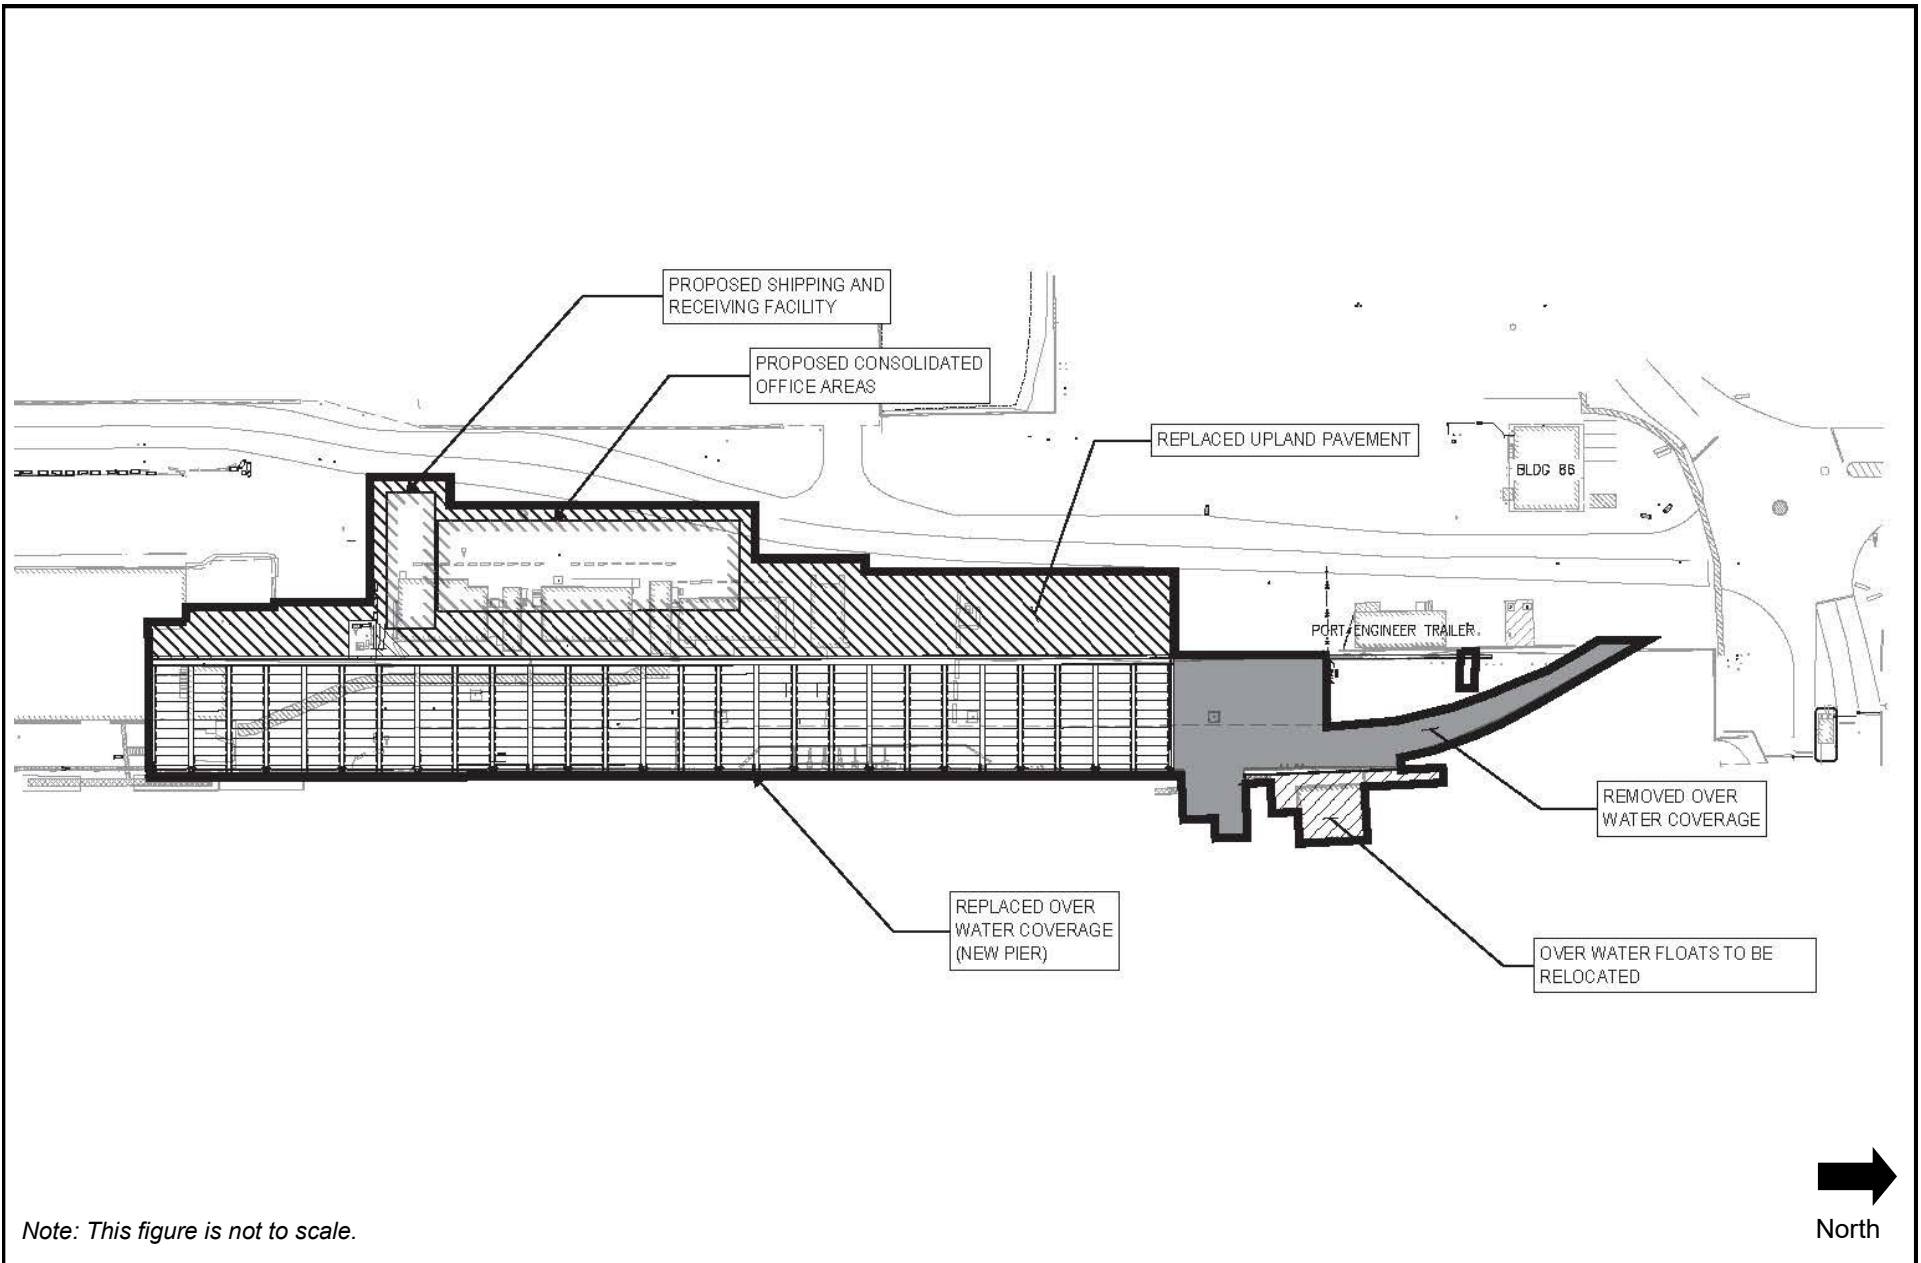 PROPOSED SHIPPING AND
RECEIVING FACILITY
PROPOSED CONSOLIDATED
OFFICE AREAS
REPLACED UPLAND PAVEMENT
BLDG 86
PORT ENGINEER TRAILER
REMOVED OVER
WATER COVERAGE
REPLACED OVER
WATER COVERAGE
(NEW PIER)
OVER WATER FLOATS TO BE
RELOCATED
North
Note: This figure is not to scale.